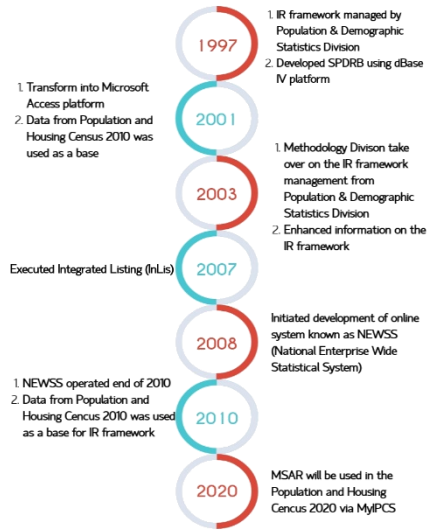 1997
1. IR framework managed by
Population & Demographic
Statistics Division
2. Developed SPDRB using dBase
IV platform
2001
1. Transform into Microsoft
Access platform
2. Data from Population and
Housing Census 2010 was
used as a base
2003
1. Methodology Divison take
over on the IR framework
management from
Population & Demographic
Statistics Division
2. Enhanced information on the
IR framework
2007
Executed Integrated Listing (InLis)
2008
Initiated development of online
system known as NEWSS
(National Enterprise Wide
Statistical System)
2010
1. NEWSS operated end of 2010
2. Data from Population and
Housing Cencus 2010 was used
as a base for IR framework
2020
MSAR will be used in the
Population and Housing
Cencus 2020 via MyIPCS